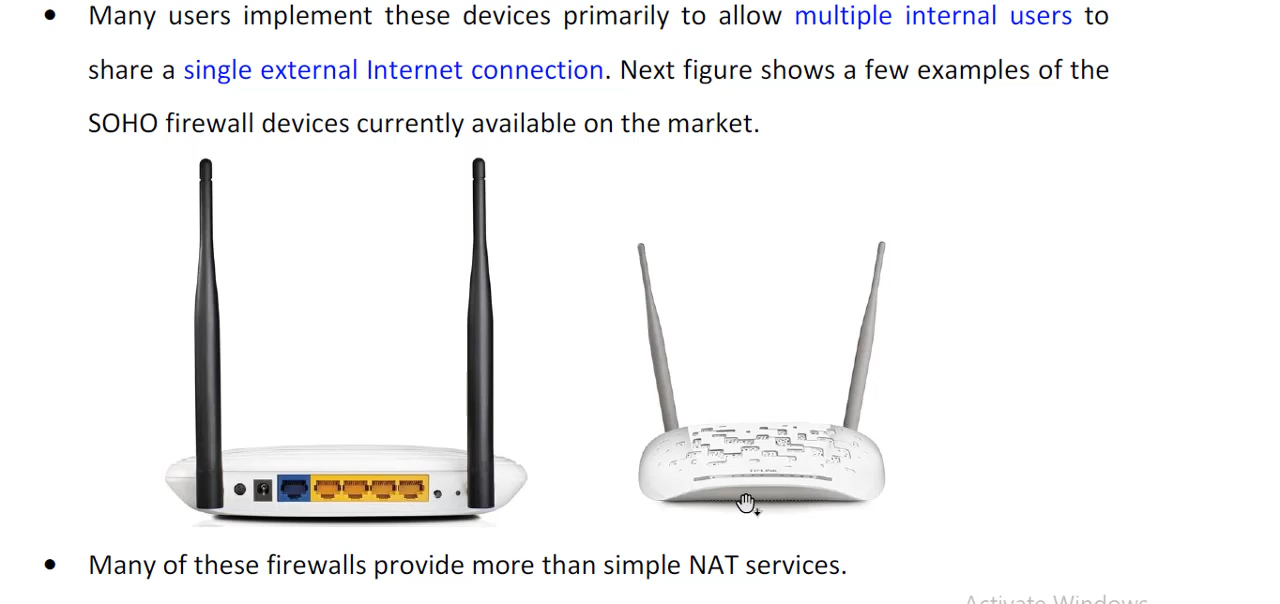 • Many users implement these devices primarily to allow multiple internal users to
share a single external Internet connection. Next figure shows a few examples of the
SOHO firewall devices currently available on the market.
• Many of these firewalls provide more than simple NAT services.
Activate Windows